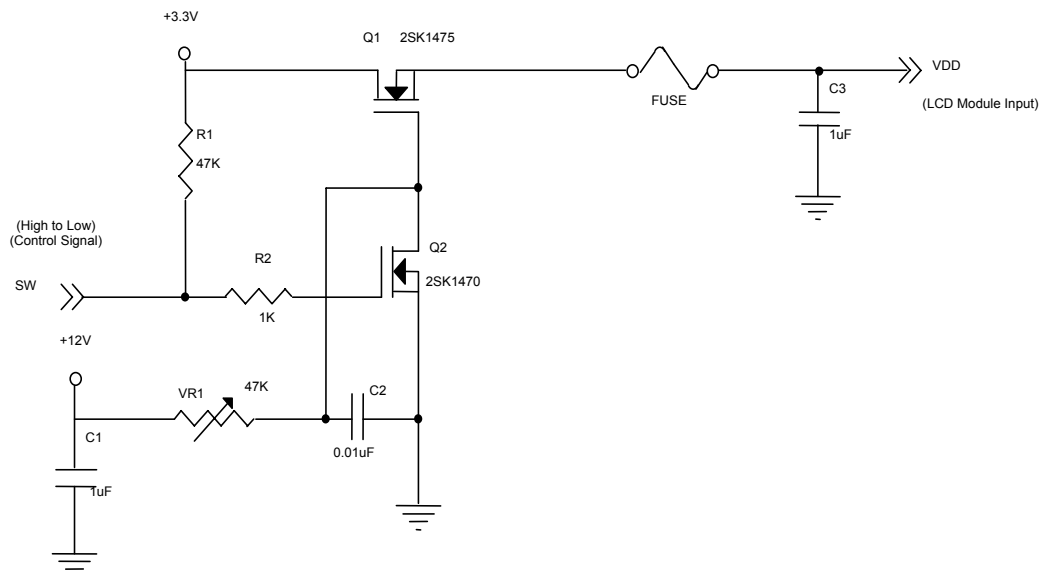 +3.3V
Q1 2SK1475
VDD
FUSE
C3
(LCD Module Input)
R1
1uF
47K
(High to Low)
(Control Signal)
Q2
R2
SW
2SK1470
1K
+12V
VR1
47K
C2
C1
0.01uF
1uF